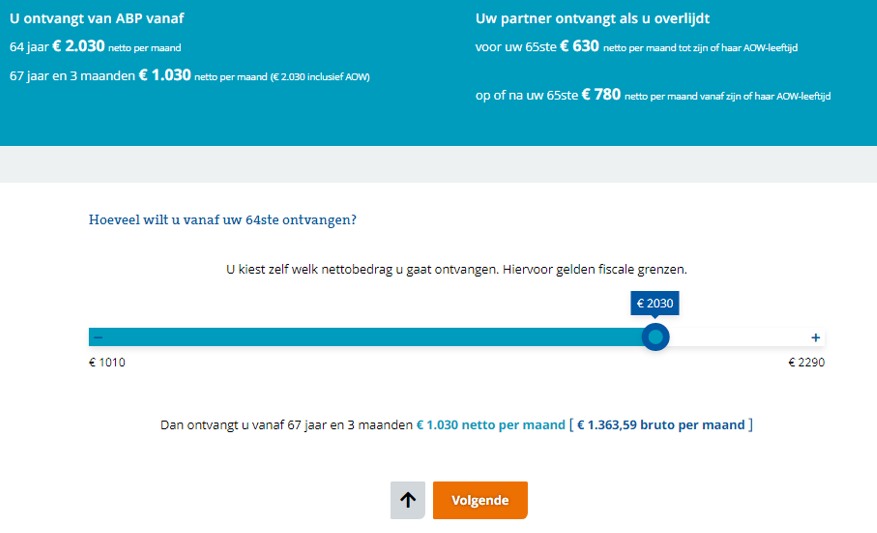 U ontvangt van ABP vanaf
64 jaar € 2.030 netto per maand
67 jaar en 3 maanden € 1.030 netto per maand (€ 2.030 inclusief AOW)
Uw partner ontvangt als u overlijdt
voor uw 65ste € 630 netto per maand tot zijn of haar AOW-leeftijd
op of na uw 65ste € 780 netto per maand vanaf zijn of haar AOW-leeftijd
Hoeveel wilt u vanaf uw 64ste ontvangen?
U kiest zelf welk nettobedrag u gaat ontvangen. Hiervoor gelden fiscale grenzen.
€ 2030
− +
€ 1010 € 2290
Dan ontvangt u vanaf 67 jaar en 3 maanden € 1.030 netto per maand [ € 1.363,59 bruto per maand ]
Volgende